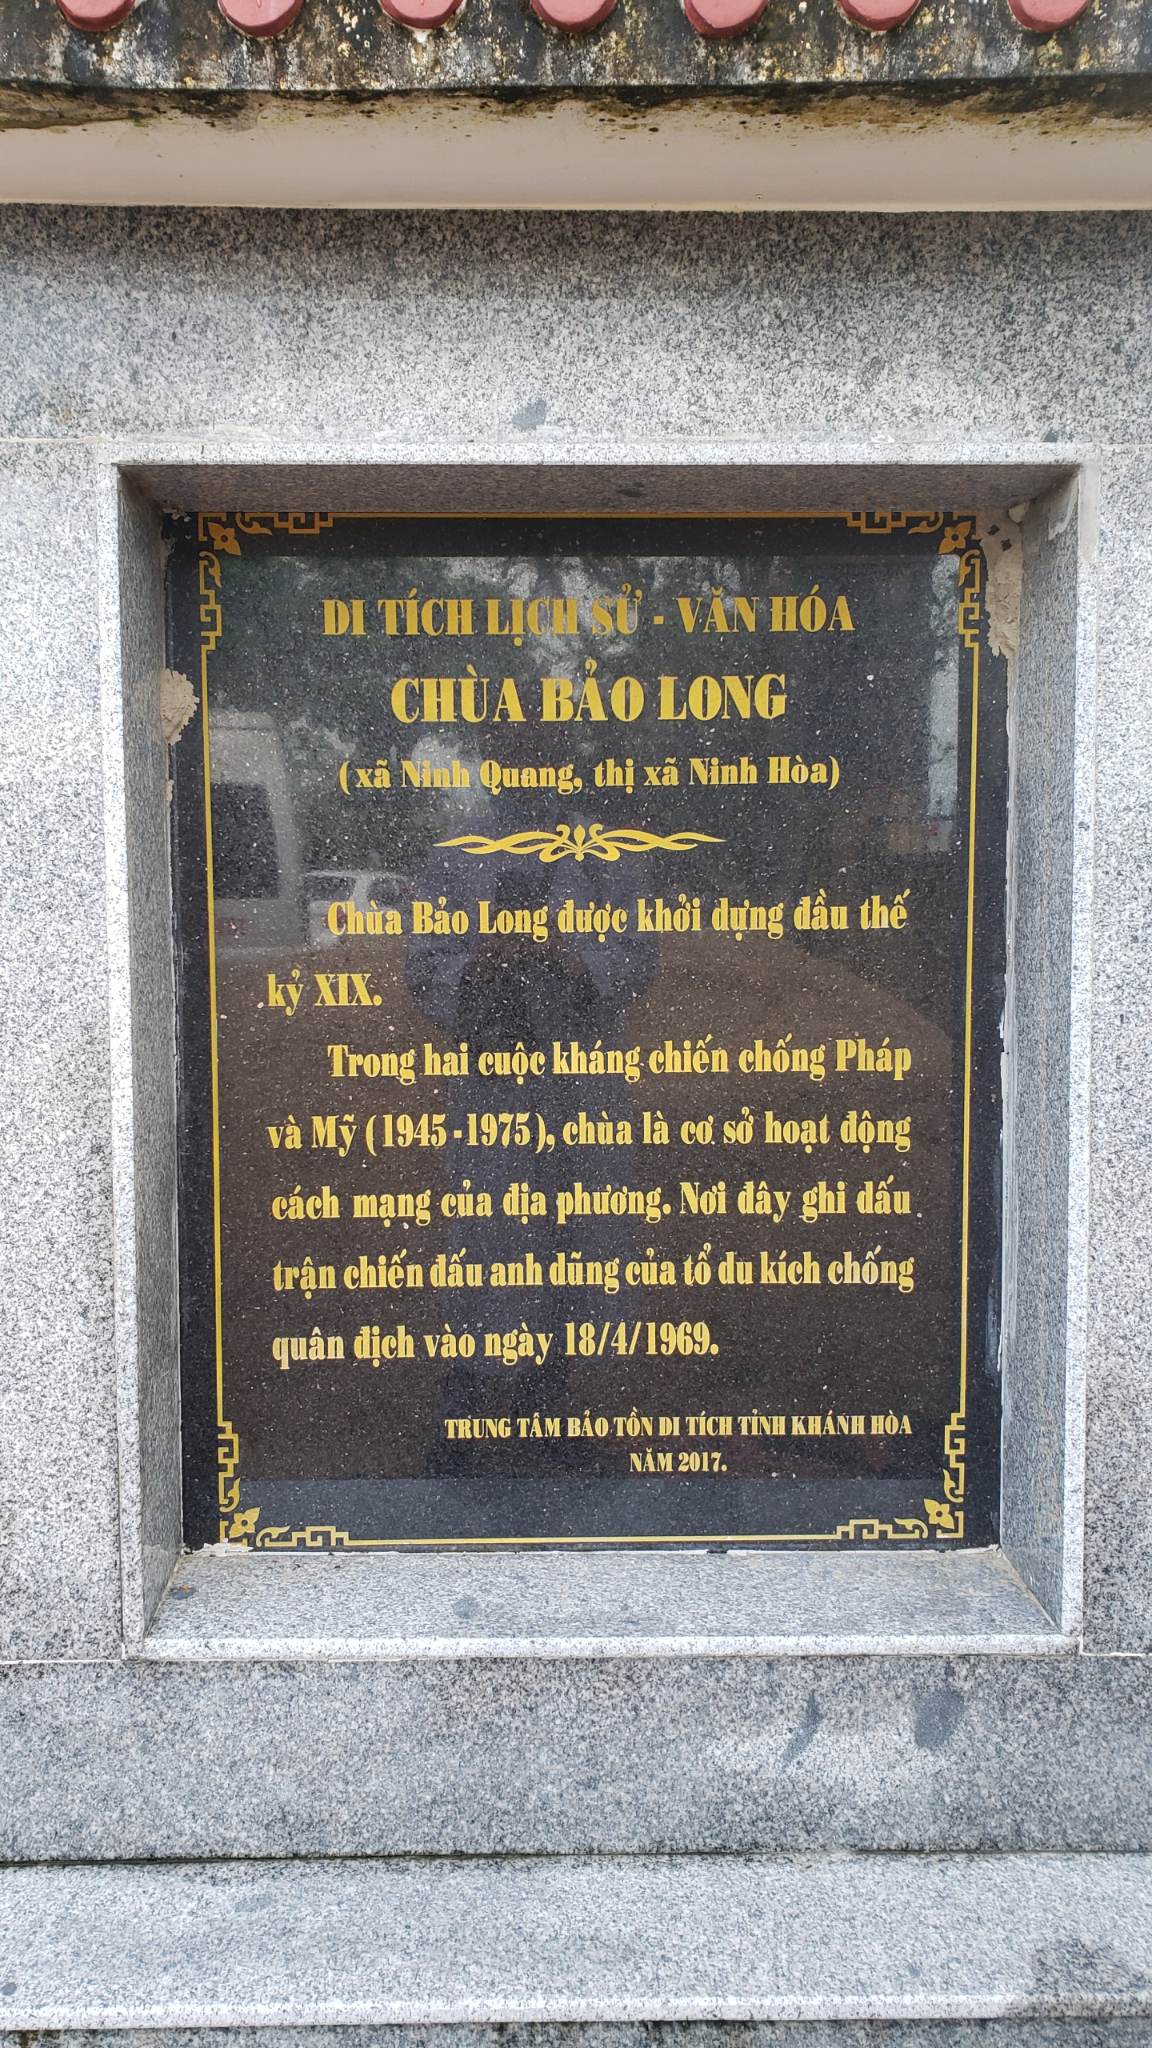 DI TÍCH LỊCH SỬ - VĂN HÓA
CHÙA BẢO LONG
(xã Ninh Quang, thị xã Ninh Hòa)
Chùa Bảo Long được khởi dựng đầu thế
kỷ XIX.
Trong hai cuộc kháng chiến chống Pháp
và Mỹ (1945-1975), chùa là cơ sở hoạt động
cách mạng của địa phương. Nơi đây ghi dấu
trận chiến đấu anh dũng của tổ du kích chống
quân địch vào ngày 18/4/1969.
TRUNG TÂM BẢO TỒN DI TÍCH TỈNH KHÁNH HÒA
NĂM 2017.